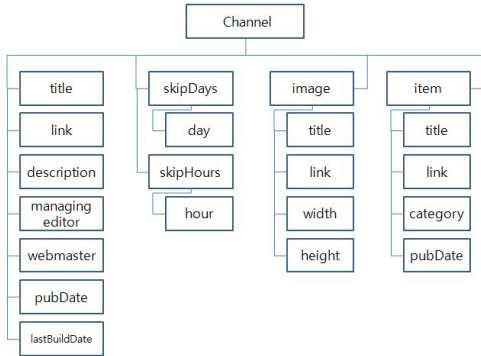 Channel
title
link
description
managing
editor
webmaster
pubDate
lastBuildDate
skipDays
day
skipHours
hour
image
title
link
width
height
item
title
link
category
pubDate